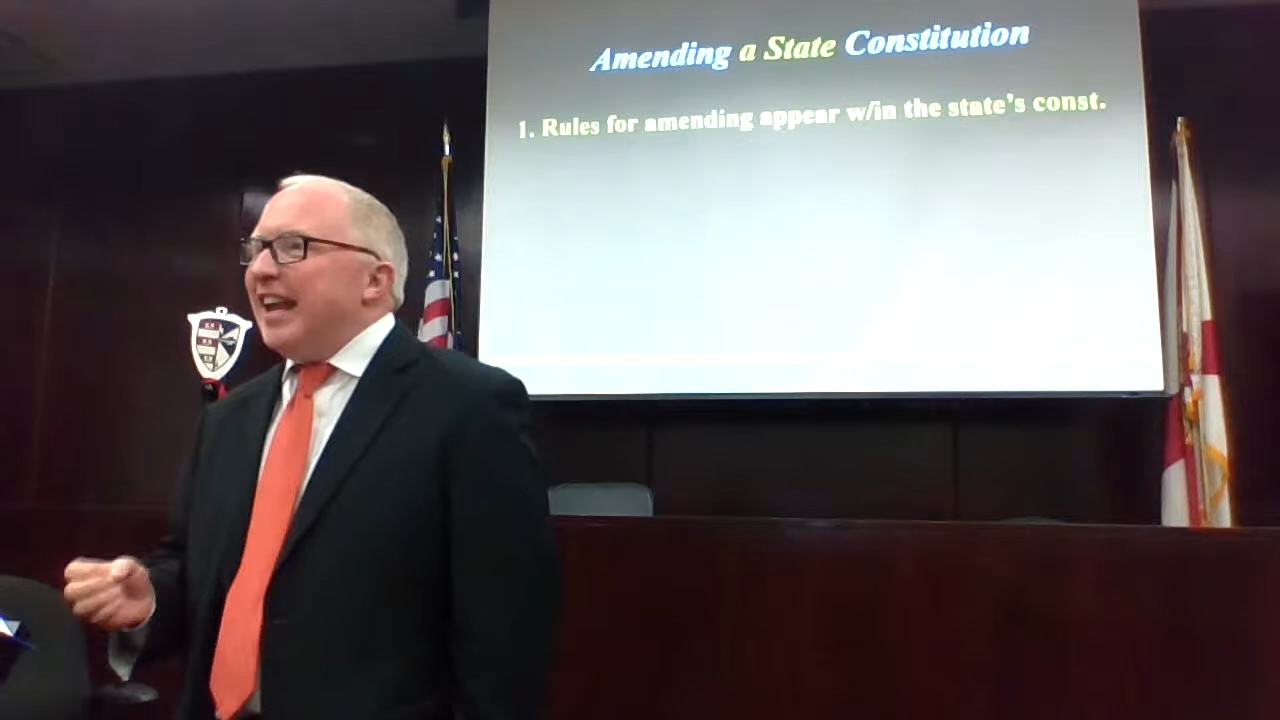 Amending a State Constitution
1. Rules for amending appear w/in the state's const.